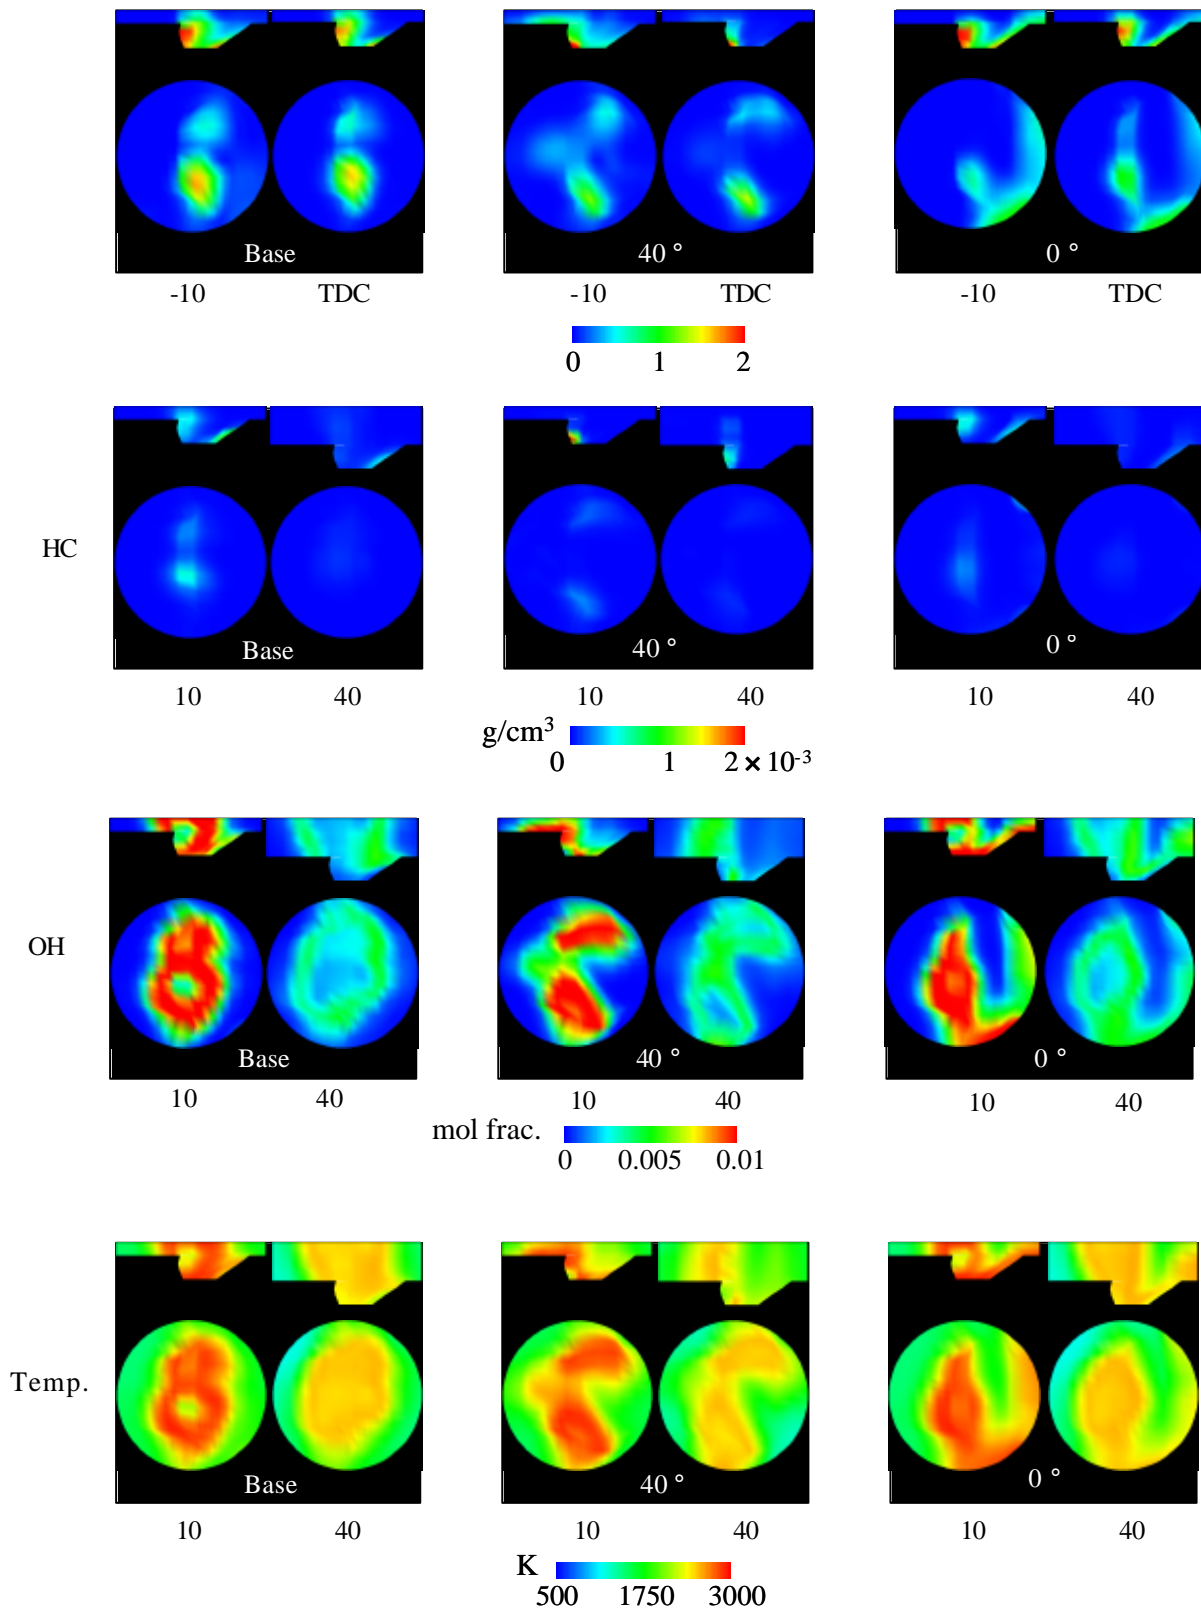 Base 40 ° 0 °
-10 TDC -10 TDC -10 TDC
0 1 2
HC
Base 40 ° 0 °
10 40 10 40 10 40
g/cm³
0 1 2 × 10⁻³
OH
Base 40 ° 0 °
10 40 10 40 10 40
mol frac.
0 0.005 0.01
Temp.
Base 40 ° 0 °
10 40 10 40 10 40
K
500 1750 3000